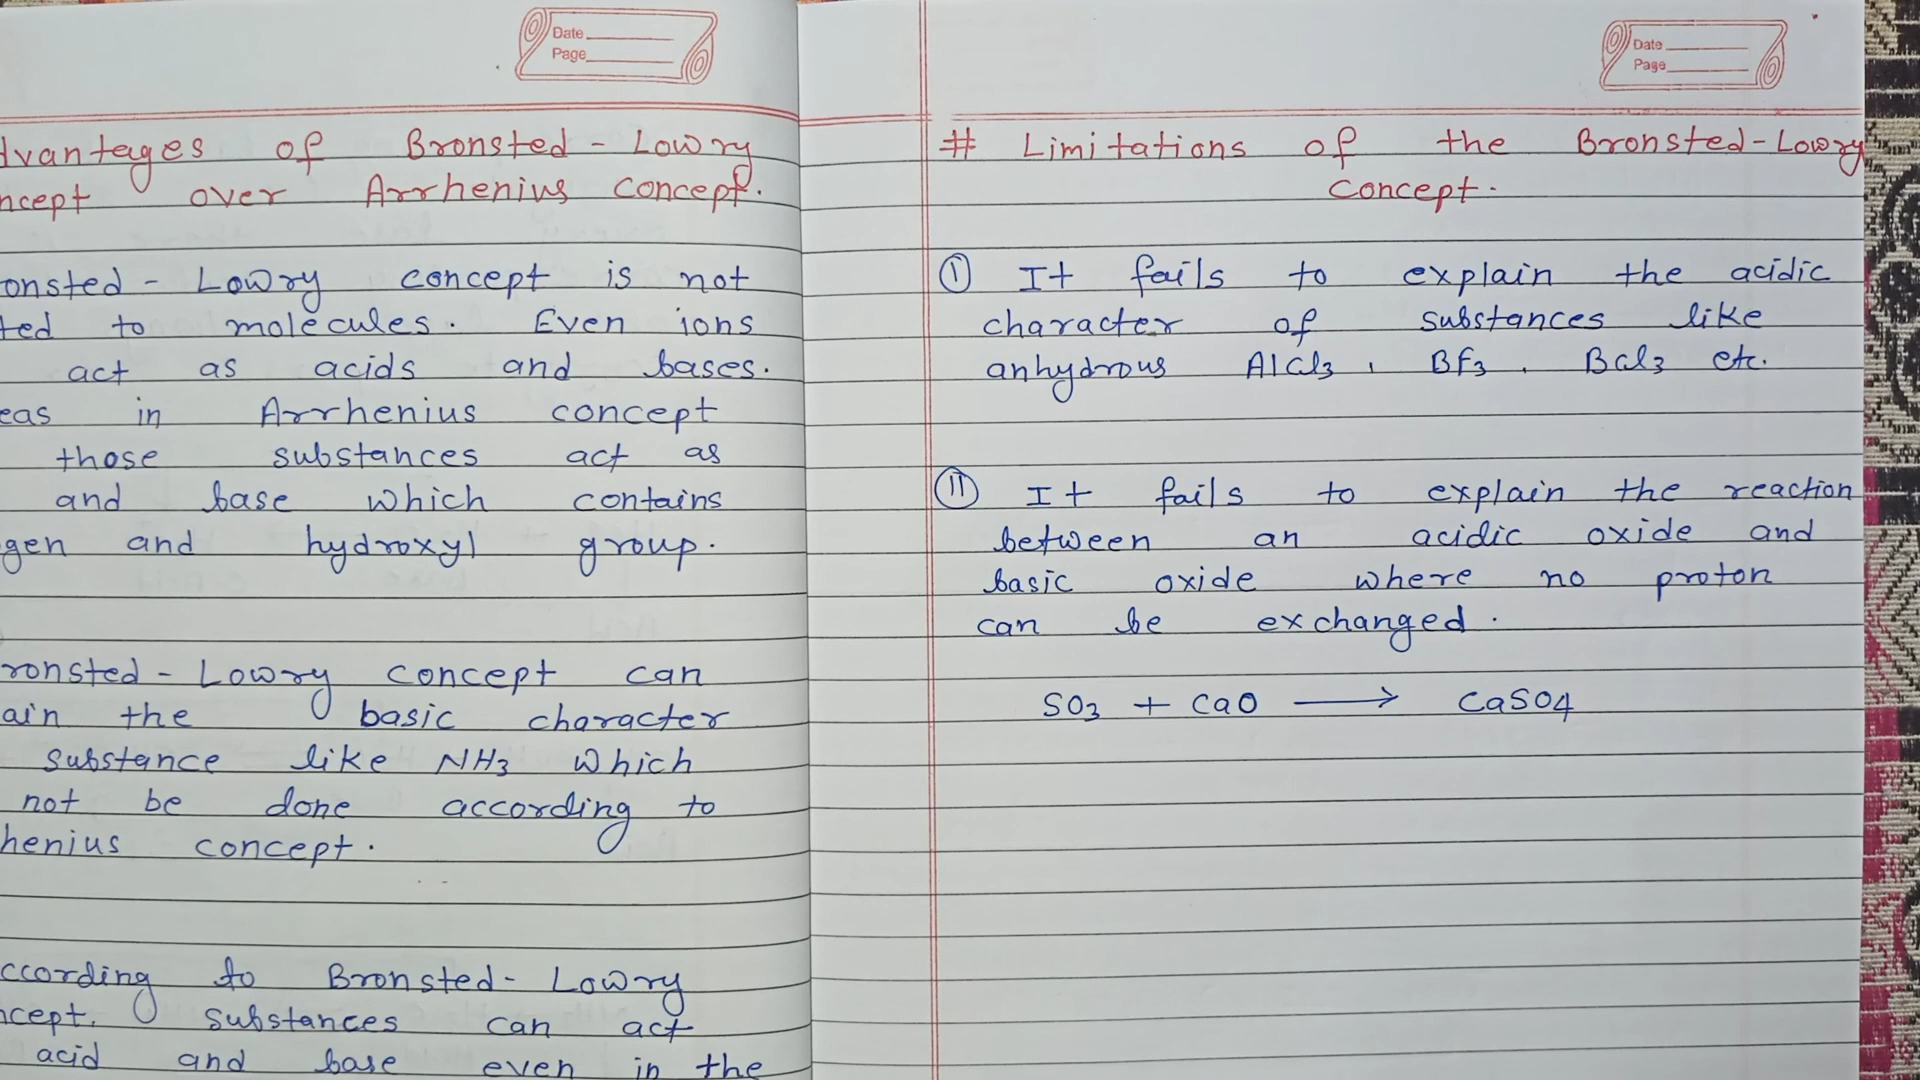 Date
Page
dvantages of Bronsted - Lowry
ncept over Arrhenius concept.
onsted - Lowry concept is not
ted to molecules. Even ions
act as acids and bases.
eas in Arrhenius concept
those substances act as
and base which contains
gen and hydroxyl group.
ronsted - Lowry concept can
ain the basic character
substance like NH3 which
not be done according to
henius concept.
ccording to Bronsted - Lowry
ncept, substances can act
acid and base even in the
Date
Page
# Limitations of the Bronsted - Lowry
concept.
(I) It fails to explain the acidic
character of substances like
anhydrous AlCl3, BF3, BCl3 etc.
(II) It fails to explain the reaction
between an acidic oxide and
basic oxide where no proton
can be exchanged.
SO3 + CaO ⟶ CaSO4